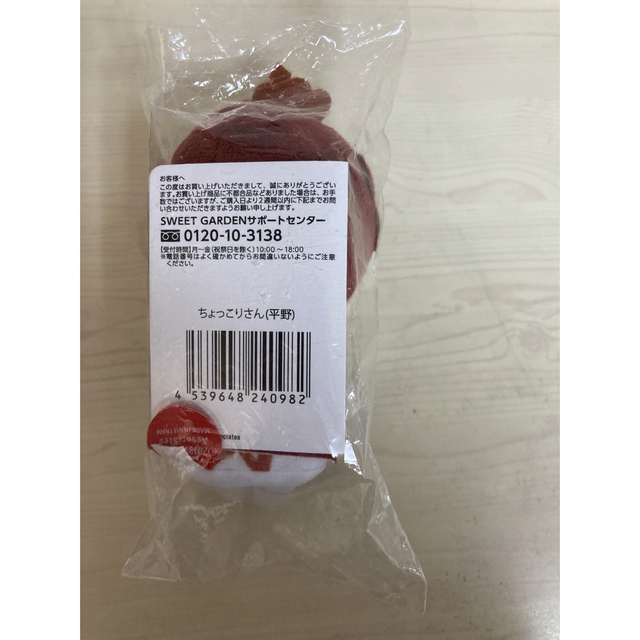 お客様へ
この度はお買い上げいただきまして、誠にありがとうございま
す。お買い上げ商品に不都合品などありました場合は、お手
数ではございますが、ご購入日より2週間以内に下記までお問
い合わせいただきますようお願い申し上げます。
SWEET GARDENサポートセンター
0120-10-3138
【受付時間】月〜金(祝祭日を除く)10:00〜18:00
※電話番号はよく確かめてからお間違いないようにご注意
ください。
ちょっこりさん(平野)
4 539648 240982